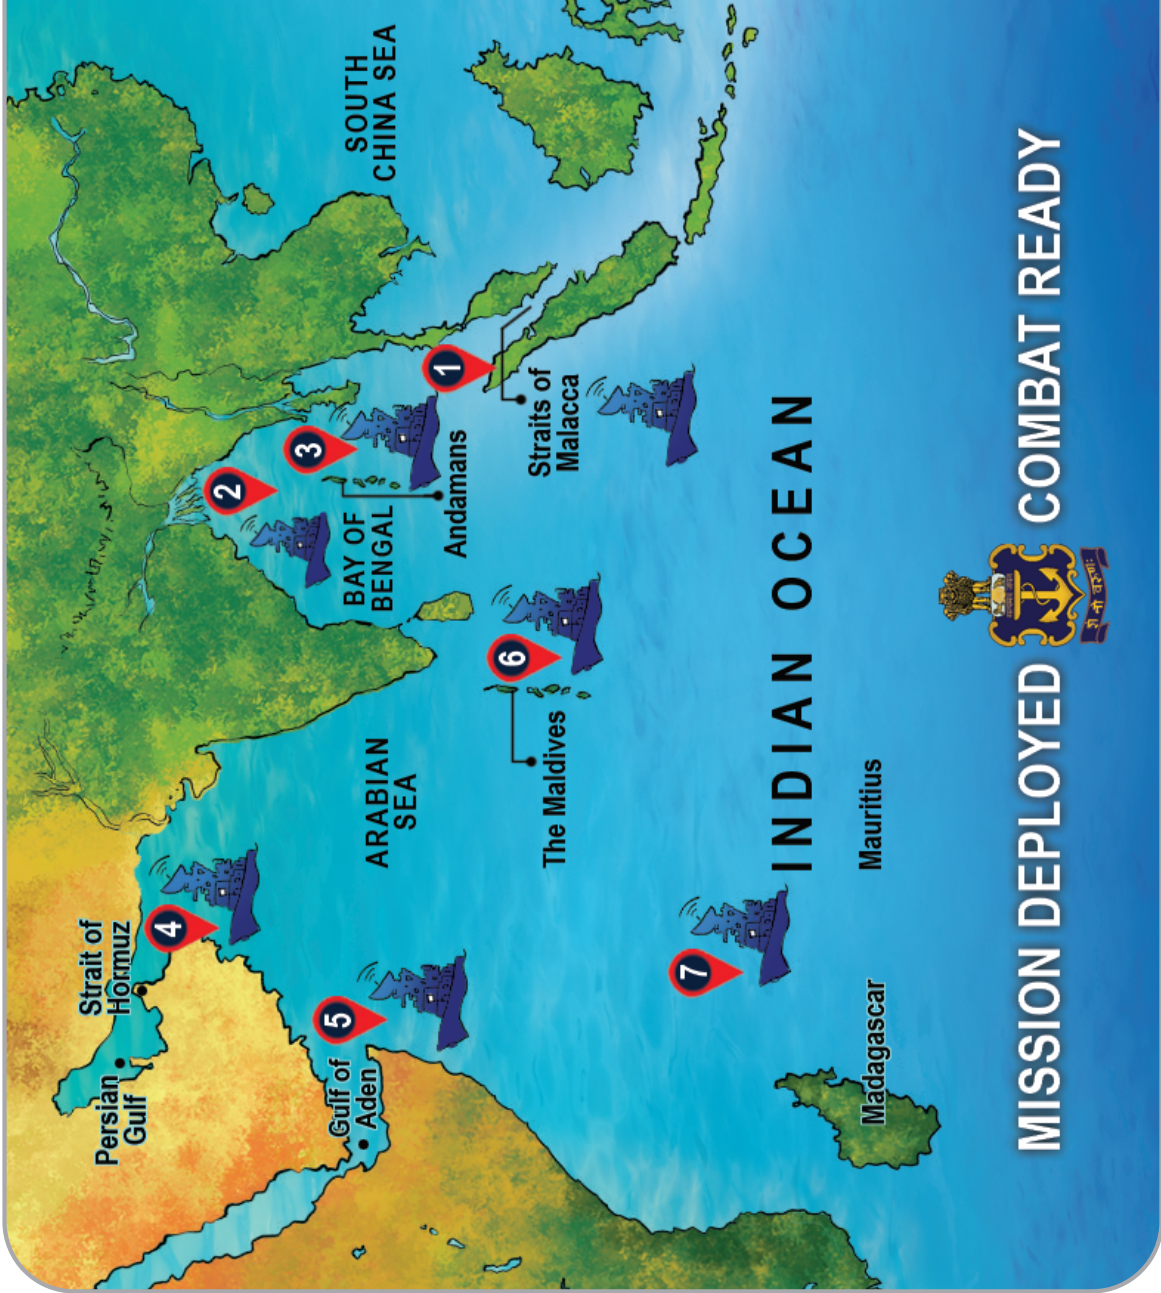 Strait of
Hormuz
Persian
Gulf
4
2
3
5
Gulf of
Aden
BAY OF
BENGAL
SOUTH
CHINA SEA
ARABIAN
SEA
1
Andamans
6
Straits of
Malacca
The Maldives
7
INDIAN OCEAN
Madagascar
Mauritius
MISSION DEPLOYED COMBAT READY
शं नो वरुणः